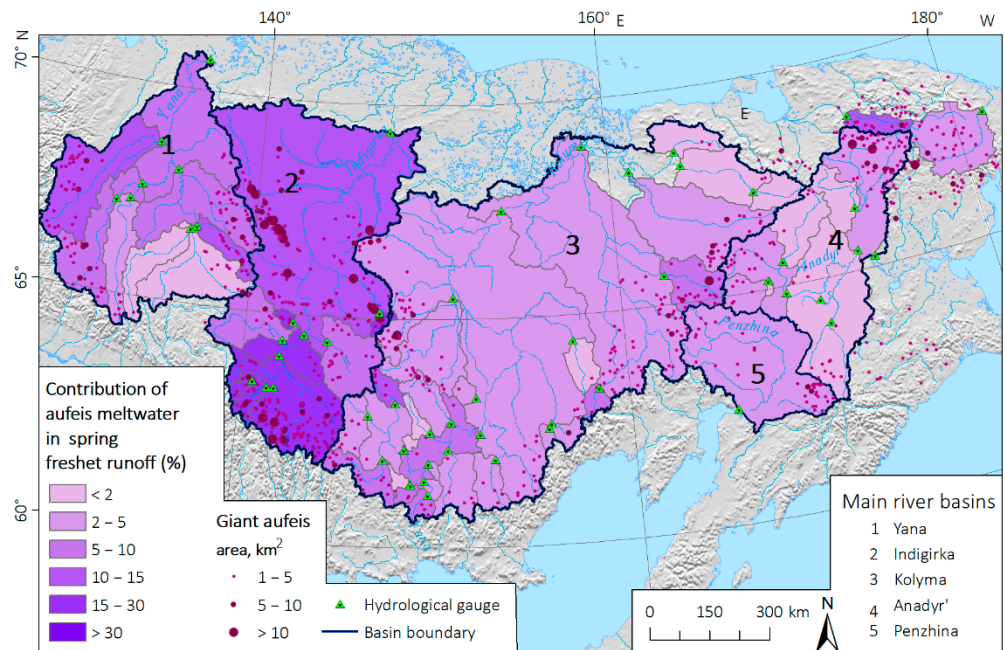 140°
160° E
180° W
70° N
65°
60°
1
2
3
4
5
E
Anadyr
Penzhina
Contribution of
aufeis meltwater
in spring
freshet runoff (%)
< 2
2 – 5
5 – 10
10 – 15
15 – 30
> 30
Giant aufeis
area, km²
1 – 5
5 – 10
> 10
Hydrological gauge
Basin boundary
Main river basins
1 Yana
2 Indigirka
3 Kolyma
4 Anadyr'
5 Penzhina
0 150 300 km
N